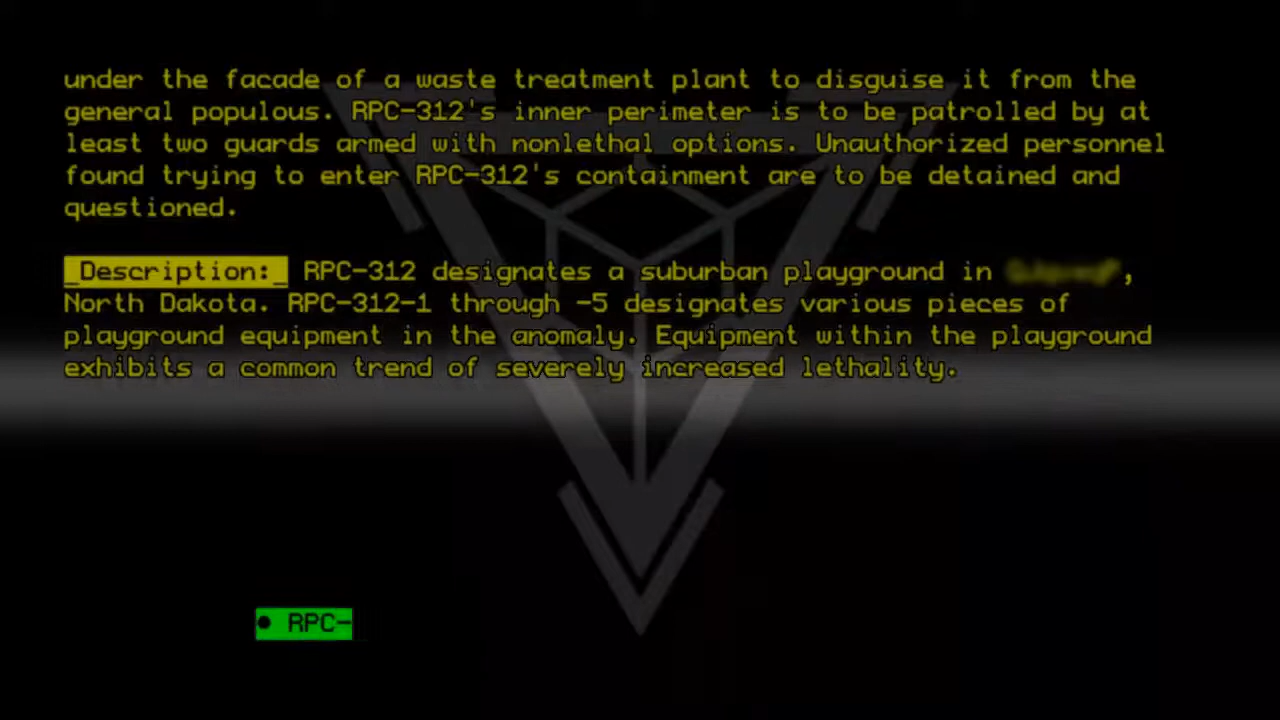 under the facade of a waste treatment plant to disguise it from the
general populous. RPC-312's inner perimeter is to be patrolled by at
least two guards armed with nonlethal options. Unauthorized personnel
found trying to enter RPC-312's containment are to be detained and
questioned.
_Description:_ RPC-312 designates a suburban playground in ,
North Dakota. RPC-312-1 through -5 designates various pieces of
playground equipment in the anomaly. Equipment within the playground
exhibits a common trend of severely increased lethality.
• RPC-